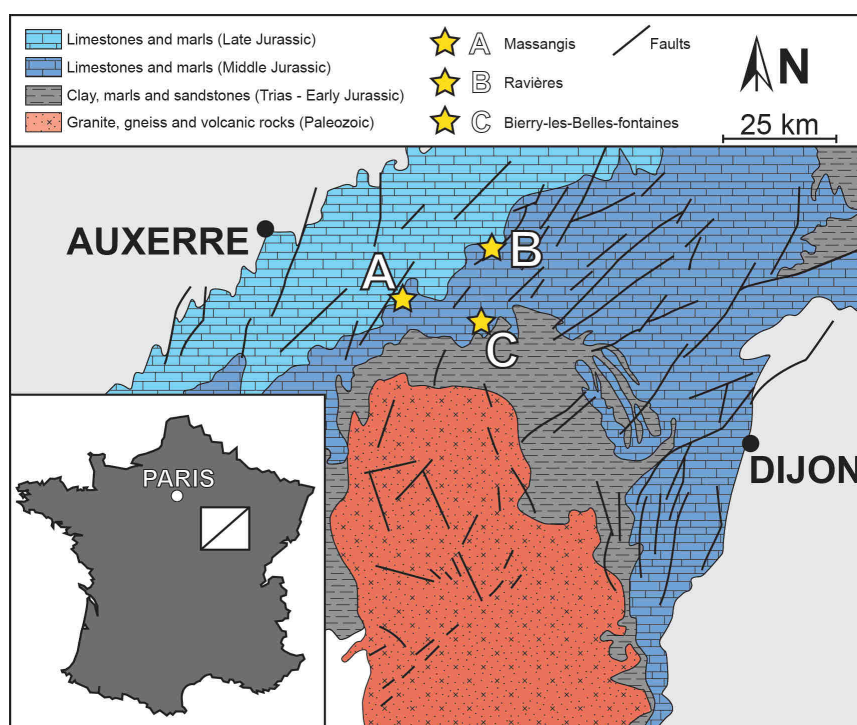 Limestones and marls (Late Jurassic)
Limestones and marls (Middle Jurassic)
Clay, marls and sandstones (Trias - Early Jurassic)
Granite, gneiss and volcanic rocks (Paleozoic)
A Massangis
B Ravières
C Bierry-les-Belles-fontaines
Faults
N
25 km
AUXERRE
A
B
C
DIJON
PARIS